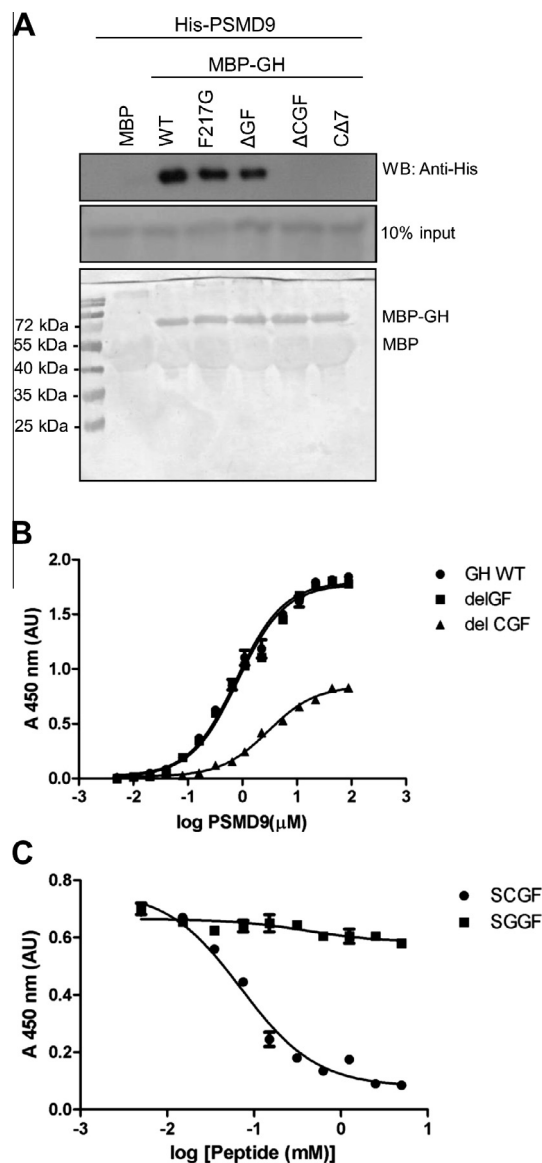 A
His-PSMD9
MBP-GH
MBP WT F217G ΔGF ΔCGF CΔ7
WB: Anti-His
10% input
MBP-GH
72 kDa
MBP
55 kDa
40 kDa
35 kDa
25 kDa
B
2.0
1.5
1.0
0.5
0.0
A 450 nm (AU)
-3 -2 -1 0 1 2 3
log PSMD9(μM)
GH WT
delGF
del CGF
C
0.8
0.6
0.4
0.2
0.0
A 450 nm (AU)
-3 -2 -1 0 1
log [Peptide (mM)]
SCGF
SGGF